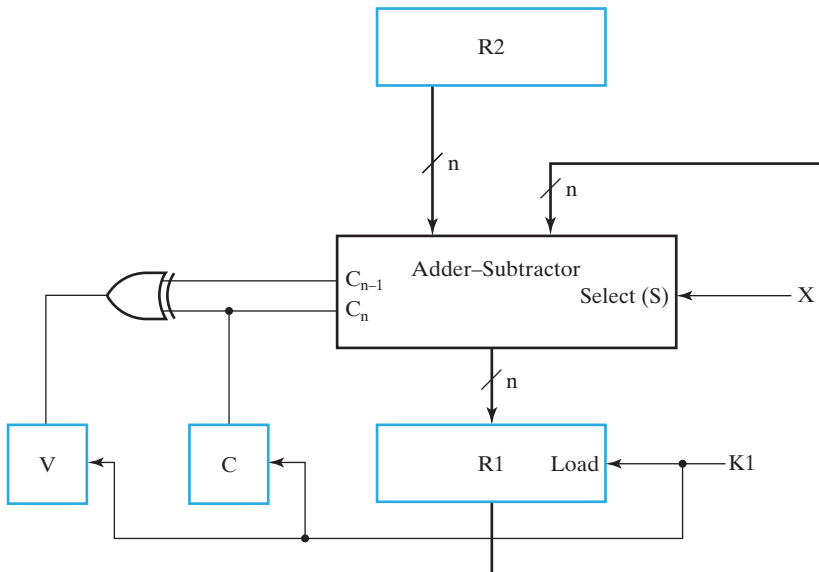 R2
n
n
Adder–Subtractor
Cn–1
Select (S)
Cn
X
n
V
C
R1
Load
K1